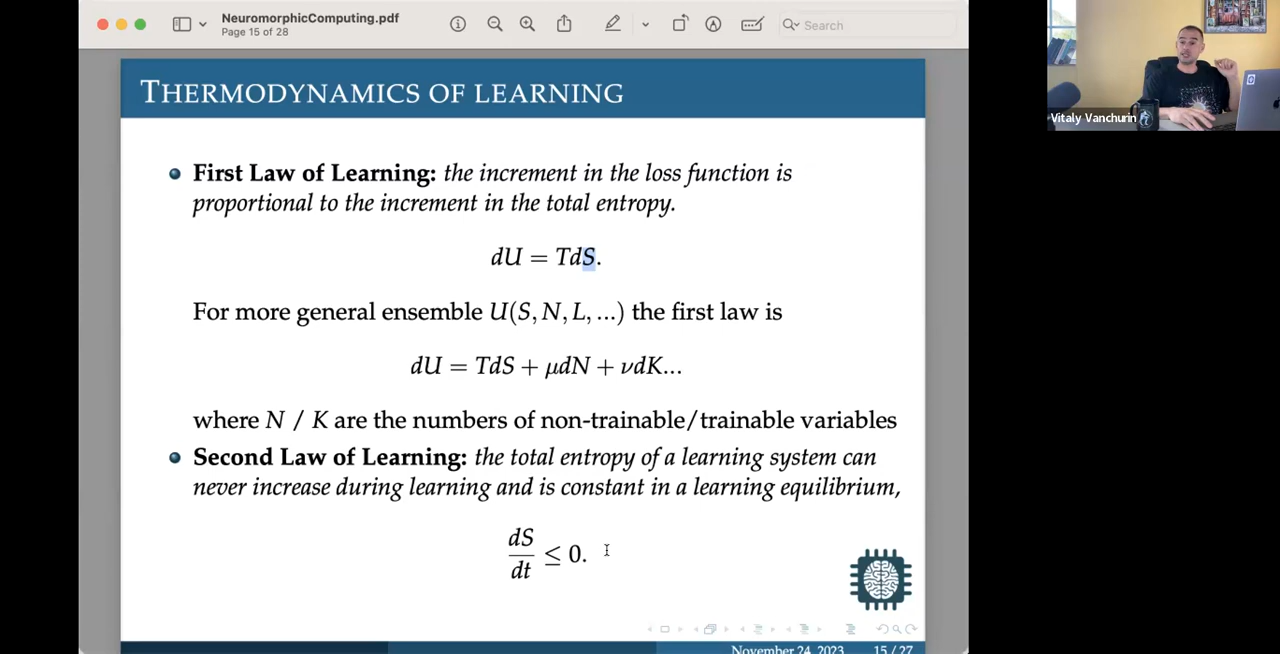 NeuromorphicComputing.pdf
Page 15 of 28
Search
THERMODYNAMICS OF LEARNING
First Law of Learning: the increment in the loss function is
proportional to the increment in the total entropy.
dU = TdS.
For more general ensemble U(S, N, L, ...) the first law is
dU = TdS + μdN + νdK...
where N / K are the numbers of non-trainable/trainable variables
Second Law of Learning: the total entropy of a learning system can
never increase during learning and is constant in a learning equilibrium,
dS
dt
≤ 0.
November 24, 2023
15 / 27
Vitaly Vanchurin